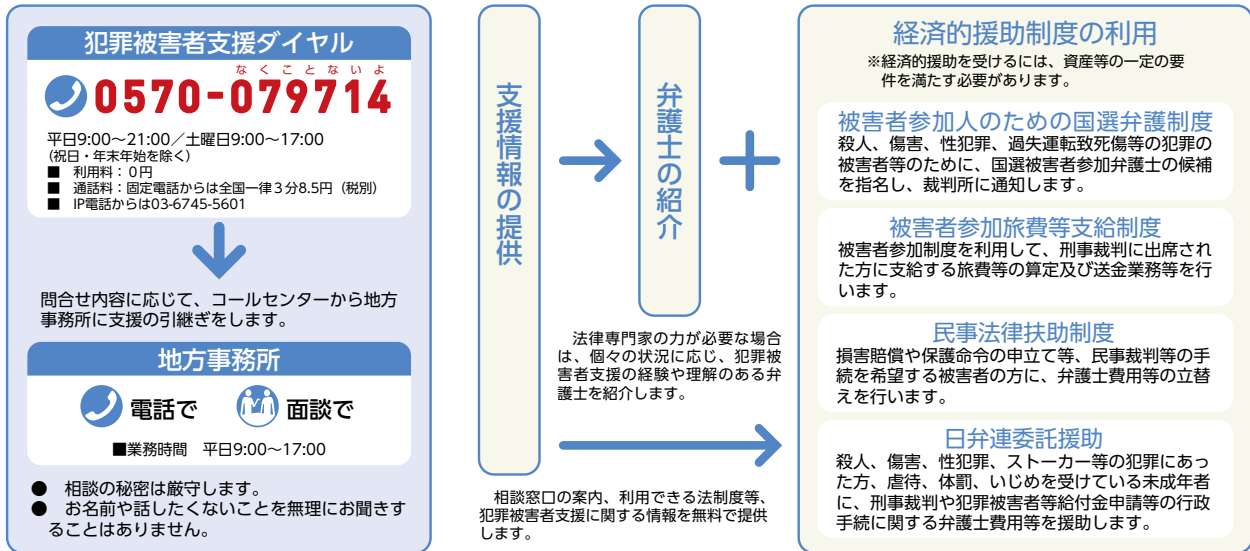 犯罪被害者支援ダイヤル
なくことないよ
0570-079714
平日9:00～21:00／土曜日9:00～17:00
(祝日・年末年始を除く)
■ 利用料：0円
■ 通話料：固定電話からは全国一律3分8.5円（税別）
■ IP電話からは03-6745-5601
問合せ内容に応じて、コールセンターから地方
事務所に支援の引継ぎをします。
地方事務所
電話で 面談で
■業務時間 平日9:00～17:00
● 相談の秘密は厳守します。
● お名前や話したくないことを無理にお聞きす
ることはありません。
支援情報の提供
相談窓口の案内、利用できる法制度等、
犯罪被害者支援に関する情報を無料で提供
します。
弁護士の紹介
法律専門家の力が必要な場合
は、個々の状況に応じ、犯罪被
害者支援の経験や理解のある弁
護士を紹介します。
経済的援助制度の利用
※経済的援助を受けるには、資産等の一定の要
件を満たす必要があります。
被害者参加人のための国選弁護制度
殺人、傷害、性犯罪、過失運転致死傷等の犯罪の
被害者等のために、国選被害者参加弁護士の候補
を指名し、裁判所に通知します。
被害者参加旅費等支給制度
被害者参加制度を利用して、刑事裁判に出席され
た方に支給する旅費等の算定及び送金業務等を行
います。
民事法律扶助制度
損害賠償や保護命令の申立て等、民事裁判等の手
続を希望する被害者の方に、弁護士費用等の立替
えを行います。
日弁連委託援助
殺人、傷害、性犯罪、ストーカー等の犯罪にあっ
た方、虐待、体罰、いじめを受けている未成年者
に、刑事裁判や犯罪被害者等給付金申請等の行政
手続に関する弁護士費用等を援助します。